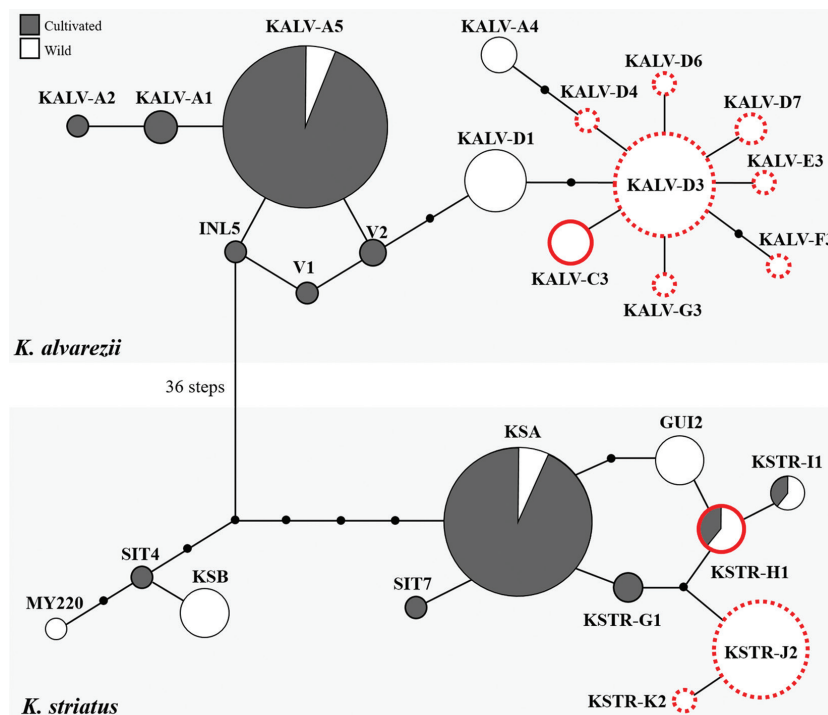 Cultivated
Wild
KALV-A5
KALV-A4
KALV-D6
KALV-A2
KALV-A1
KALV-D4
KALV-D7
KALV-D1
KALV-E3
KALV-D3
INL5
V2
V1
KALV-C3
KALV-F3
KALV-G3
K. alvarezii
36 steps
KSA
GUI2
KSTR-I1
SIT4
KSB
SIT7
KSTR-H1
MY220
KSTR-G1
KSTR-J2
KSTR-K2
K. striatus